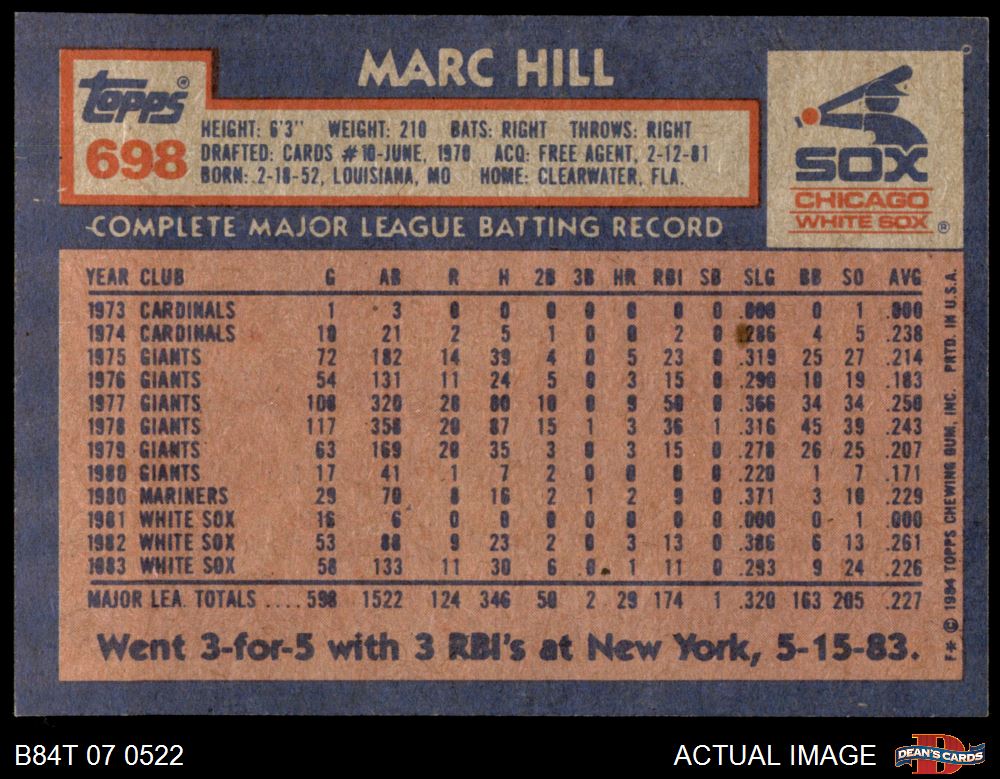 MARC HILL
topps®
698
HEIGHT: 6'3" WEIGHT: 210 BATS: RIGHT THROWS: RIGHT
DRAFTED: CARDS #10-JUNE, 1970 ACQ: FREE AGENT, 2-12-81
BORN: 2-18-52, LOUISIANA, MO HOME: CLEARWATER, FLA.
SOX
CHICAGO
WHITE SOX ®
COMPLETE MAJOR LEAGUE BATTING RECORD
YEAR CLUB G AB R H 2B 3B HR RBI SB SLG BB SO AVG
1973 CARDINALS 1 3 0 0 0 0 0 0 0 .000 0 1 .000
1974 CARDINALS 10 21 2 5 1 0 0 2 0 .286 4 5 .238
1975 GIANTS 72 182 14 39 4 0 5 23 0 .319 25 27 .214
1976 GIANTS 54 131 11 24 5 0 3 15 0 .290 10 19 .183
1977 GIANTS 108 320 28 80 10 0 9 50 0 .366 34 34 .250
1978 GIANTS 117 358 20 87 15 1 3 36 1 .316 45 39 .243
1979 GIANTS 63 169 20 35 3 0 3 15 0 .278 26 25 .207
1980 GIANTS 17 41 1 7 2 0 0 0 0 .220 1 7 .171
1980 MARINERS 29 70 8 16 2 1 2 9 0 .371 3 10 .229
1981 WHITE SOX 16 6 0 0 0 0 0 0 0 .000 0 1 .000
1982 WHITE SOX 53 88 9 23 2 0 3 13 0 .386 6 13 .261
1983 WHITE SOX 58 133 11 30 6 0 1 11 0 .293 9 24 .226
MAJOR LEA. TOTALS .... 598 1522 124 346 50 2 29 174 1 .320 163 205 .227
Went 3-for-5 with 3 RBI's at New York, 5-15-83.
F* © 1984 TOPPS CHEWING GUM, INC. PRTD. IN U.S.A.
B84T 07 0522
ACTUAL IMAGE
D
DEAN'S CARDS